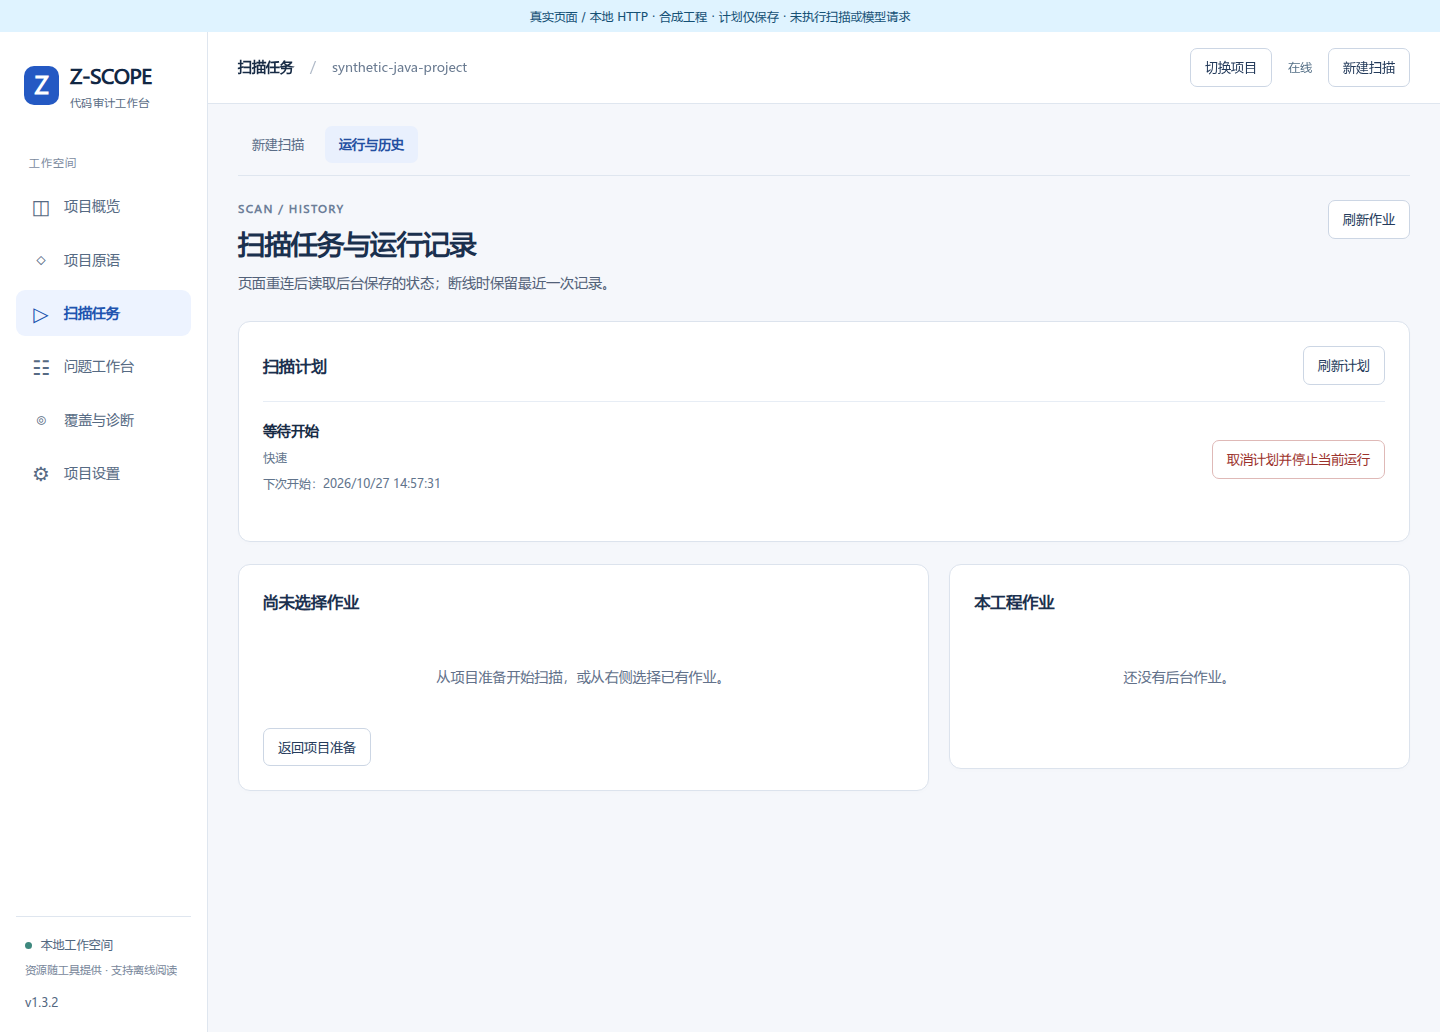 真实页面 / 本地 HTTP · 合成工程 · 计划仅保存 · 未执行扫描或模型请求
Z
Z-SCOPE
代码审计工作台
工作空间
项目概览
项目原语
扫描任务
问题工作台
覆盖与诊断
项目设置
本地工作空间
资源随工具提供 · 支持离线阅读
v1.3.2
扫描任务 / synthetic-java-project
切换项目
在线
新建扫描
新建扫描
运行与历史
SCAN / HISTORY
扫描任务与运行记录
页面重连后读取后台保存的状态；断线时保留最近一次记录。
刷新作业
扫描计划
刷新计划
等待开始
快速
下次开始：2026/10/27 14:57:31
取消计划并停止当前运行
尚未选择作业
从项目准备开始扫描，或从右侧选择已有作业。
返回项目准备
本工程作业
还没有后台作业。